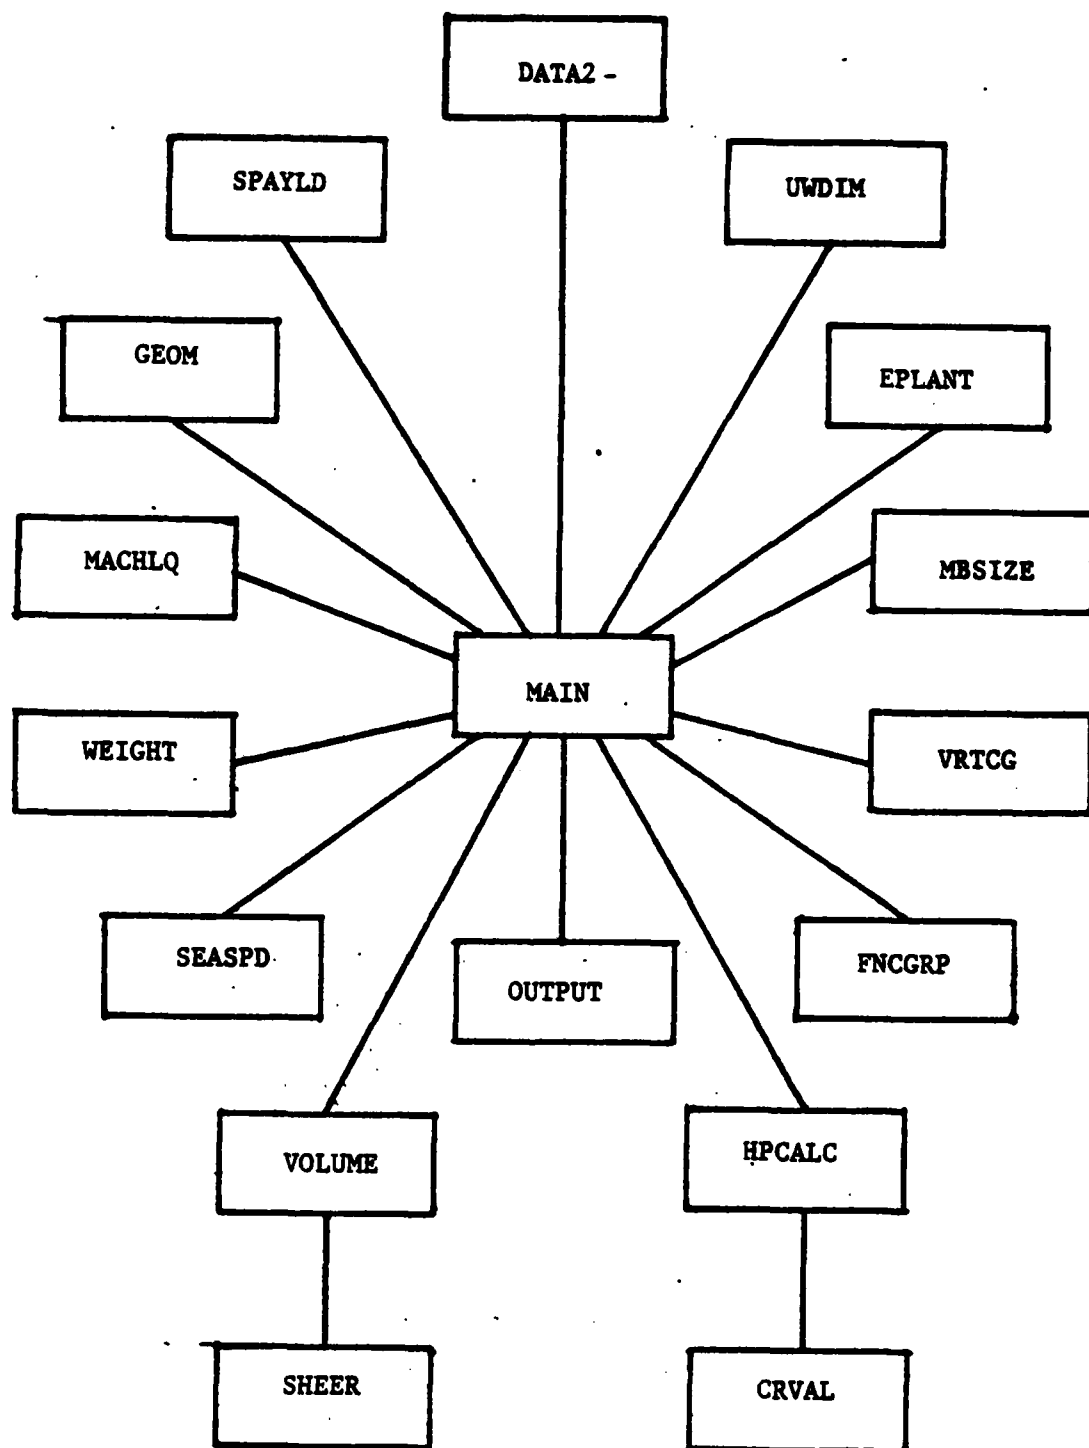 DATA2
SPAYLD
UWDIM
GEOM
EPLANT
MACHLQ
MBSIZE
MAIN
WEIGHT
VRTCG
SEASPD
OUTPUT
FNCGRP
VOLUME
HPCALC
SHEER
CRVAL